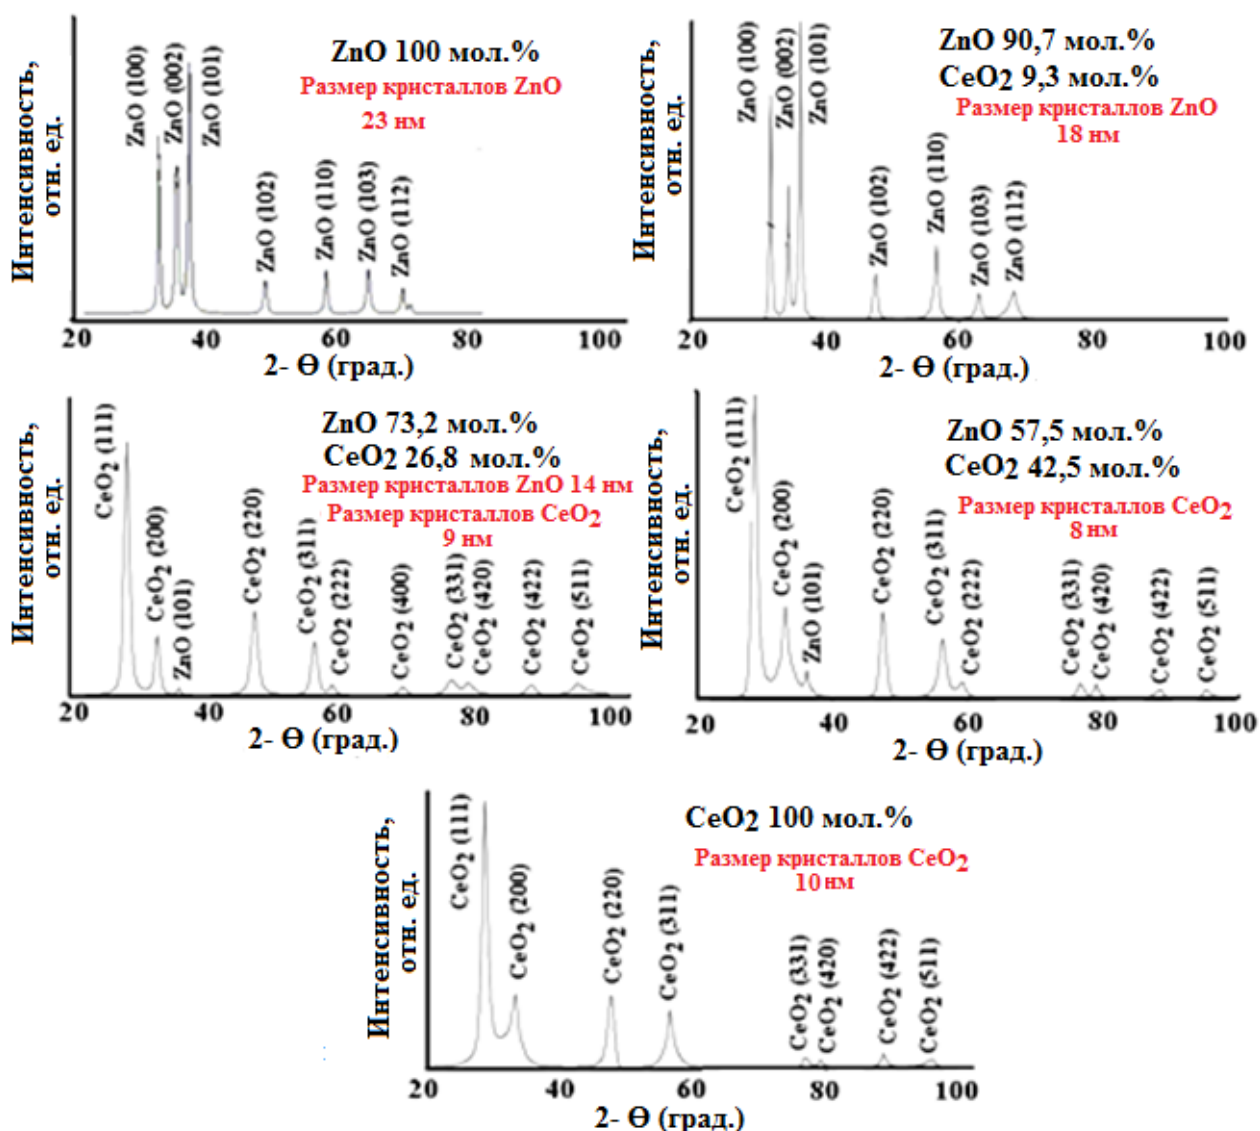 Интенсивность,
отн. ед.
ZnO (100)
ZnO (002)
ZnO (101)
ZnO (102)
ZnO (110)
ZnO (103)
ZnO (112)
ZnO 100 мол.%
Размер кристаллов ZnO
23 нм
20 40 60 80 100
2- Ѳ (град.)
Интенсивность,
отн. ед.
ZnO (100)
ZnO (002)
ZnO (101)
ZnO (102)
ZnO (110)
ZnO (103)
ZnO (112)
ZnO 90,7 мол.%
CeO2 9,3 мол.%
Размер кристаллов ZnO
18 нм
20 40 60 80 100
2- Ѳ (град.)
Интенсивность,
отн. ед.
CeO2 (111)
CeO2 (200)
ZnO (101)
CeO2 (220)
CeO2 (311)
CeO2 (222)
CeO2 (400)
CeO2 (331)
CeO2 (420)
CeO2 (422)
CeO2 (511)
ZnO 73,2 мол.%
CeO2 26,8 мол.%
Размер кристаллов ZnO 14 нм
Размер кристаллов CeO2
9 нм
20 40 60 80 100
2- Ѳ (град.)
Интенсивность,
отн. ед.
CeO2 (111)
CeO2 (200)
ZnO (101)
CeO2 (220)
CeO2 (311)
CeO2 (222)
CeO2 (331)
CeO2 (420)
CeO2 (422)
CeO2 (511)
ZnO 57,5 мол.%
CeO2 42,5 мол.%
Размер кристаллов CeO2
8 нм
20 40 60 80 100
2- Ѳ (град.)
Интенсивность,
отн. ед.
CeO2 (111)
CeO2 (200)
CeO2 (220)
CeO2 (311)
CeO2 (331)
CeO2 (420)
CeO2 (422)
CeO2 (511)
CeO2 100 мол.%
Размер кристаллов CeO2
10 нм
20 40 60 80 100
2- Ѳ (град.)